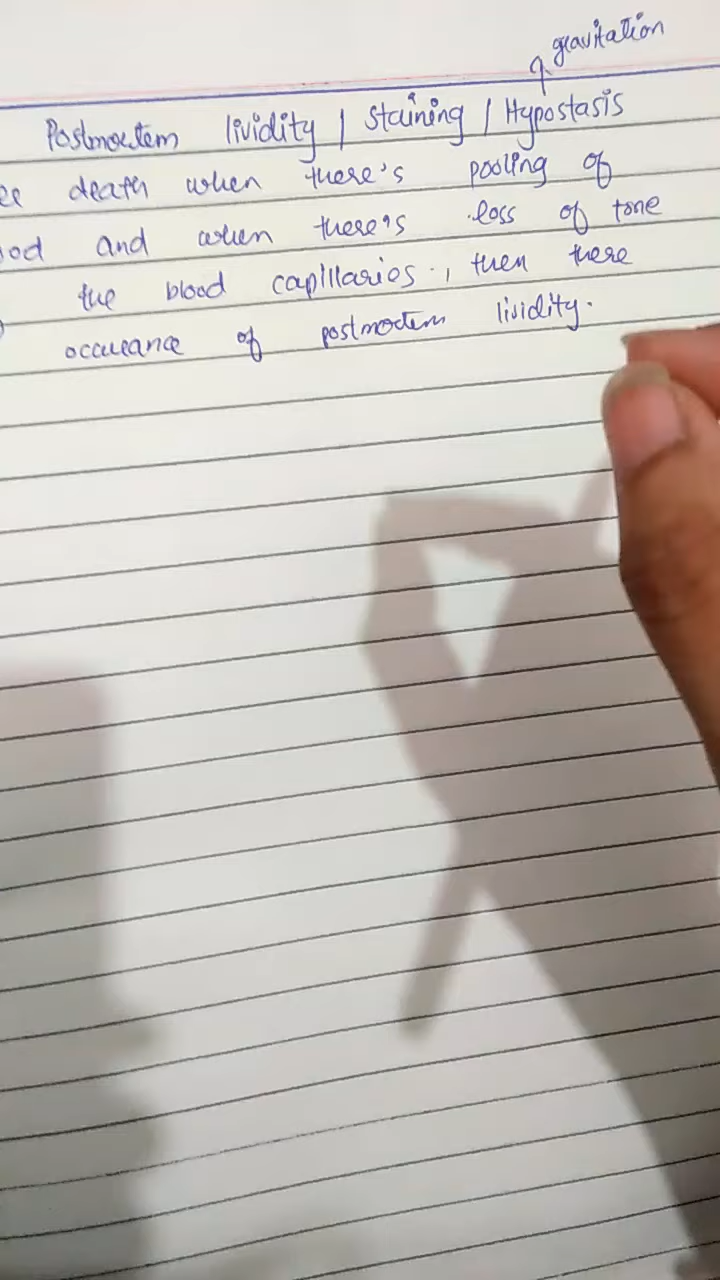 gravitation
Postmortem lividity / Staining / Hypostasis
death when there's pooling of
and when there's loss of tone
the blood capillaries, then there
occurance of postmortem lividity.